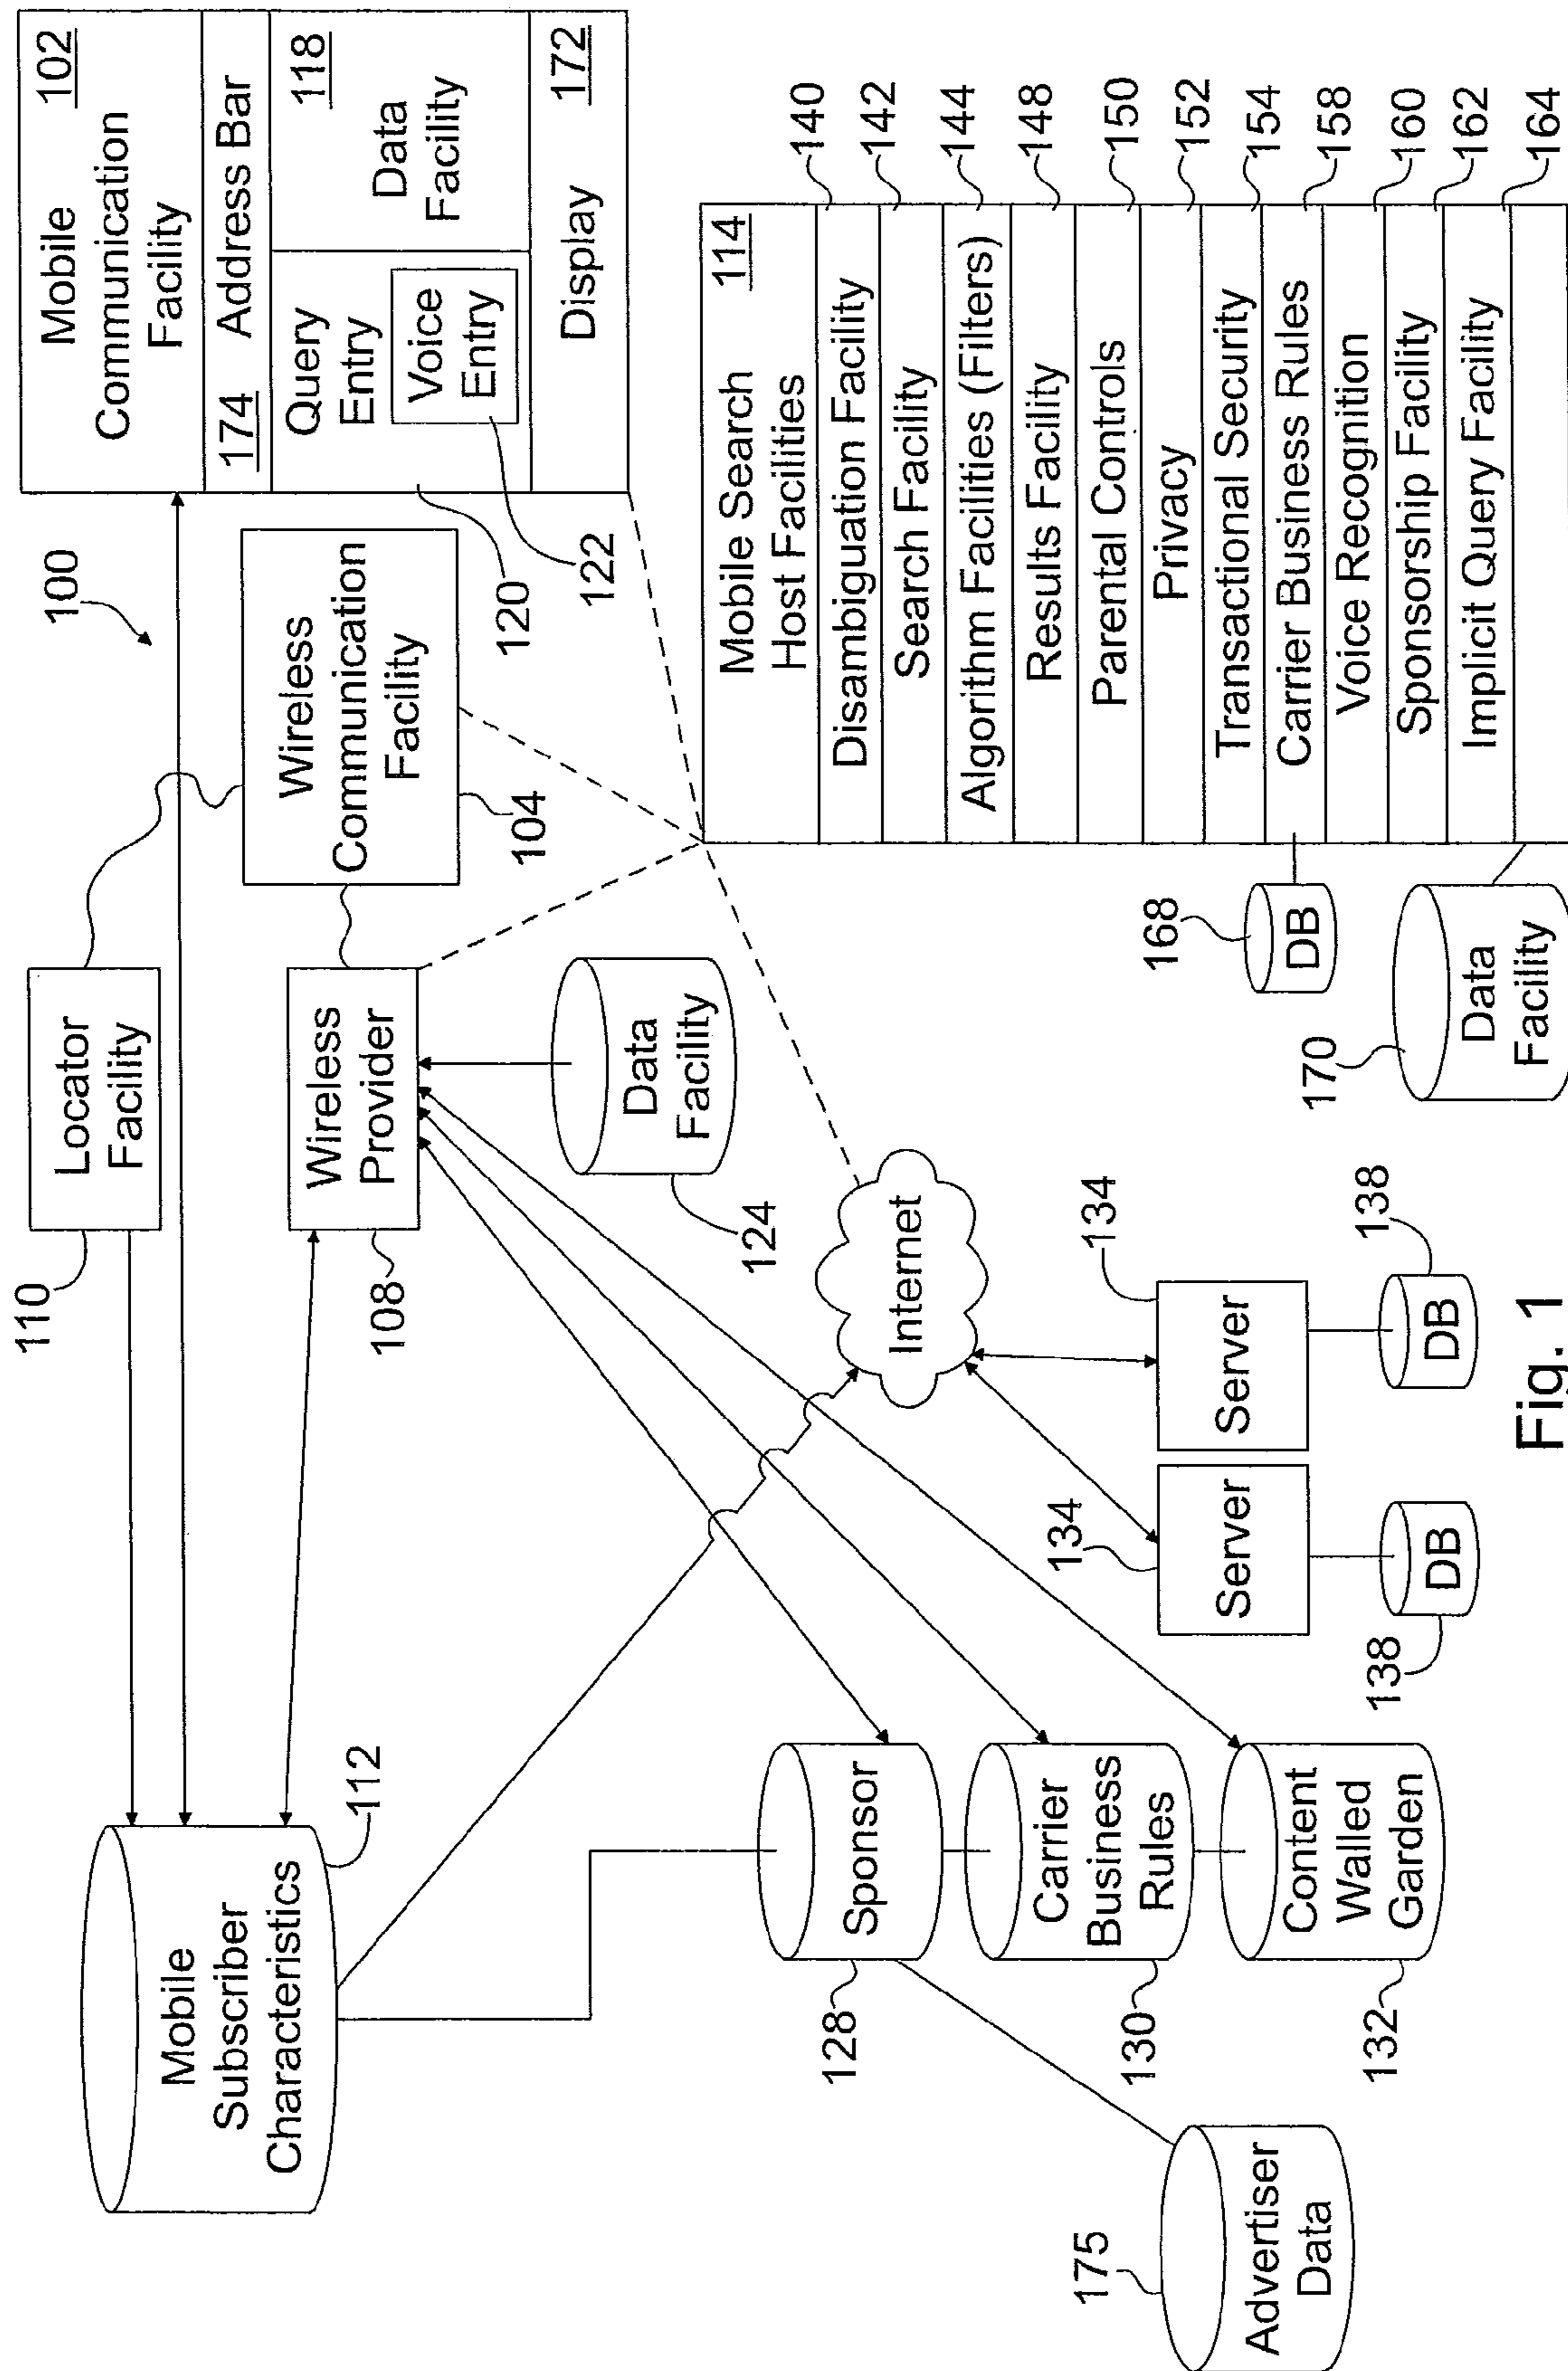 100
Mobile
Communication
Facility
102
174
Address Bar
Query
Entry
Voice
Entry
118
Data
Facility
Display
172
120
122
Wireless
Communication
Facility
104
Locator
Facility
110
Wireless
Provider
108
Data
Facility
124
Mobile
Subscriber
Characteristics
112
Internet
Mobile Search
Host Facilities
114
Disambiguation Facility
140
Search Facility
142
Algorithm Facilities (Filters)
144
Results Facility
148
Parental Controls
150
Privacy
152
Transactional Security
154
Carrier Business Rules
158
Voice Recognition
160
Sponsorship Facility
162
Implicit Query Facility
164
168
DB
170
Data
Facility
Sponsor
128
Carrier
Business
Rules
130
Content
Walled
Garden
132
175
Advertiser
Data
134
Server
DB
138
134
Server
DB
138
Fig. 1